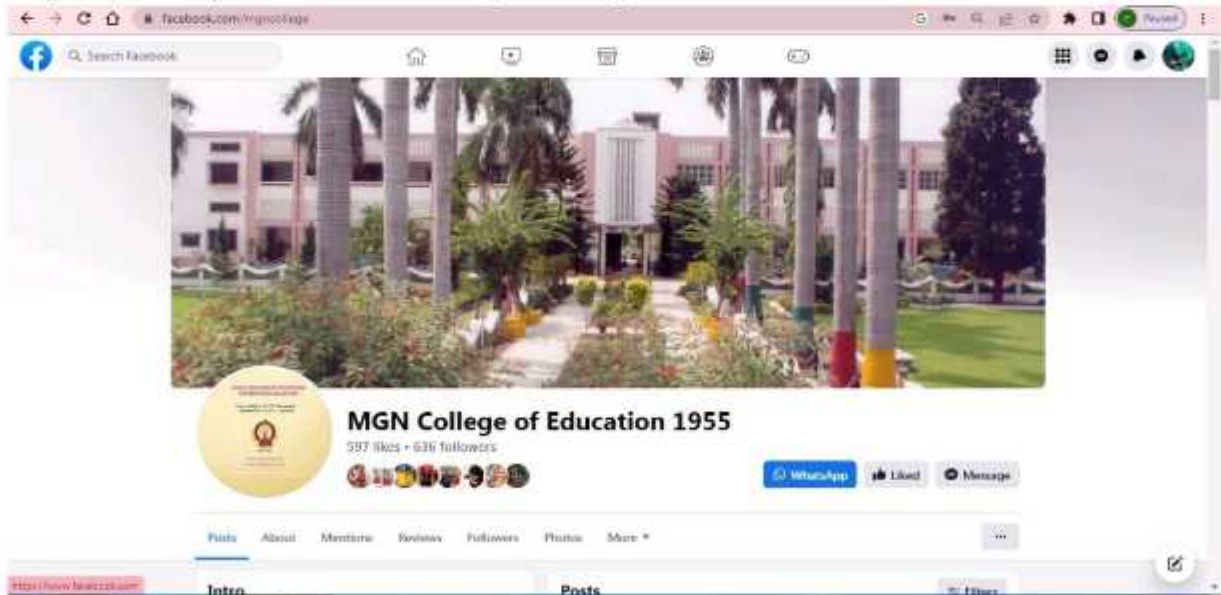 facebook.com/mgncollege
Paused
Search Facebook
MGN College of Education 1955
597 likes • 636 followers
WhatsApp
Liked
Message
Posts
About
Mentions
Reviews
Followers
Photos
More
Intro
Posts
Filters
https://www.facebook.com